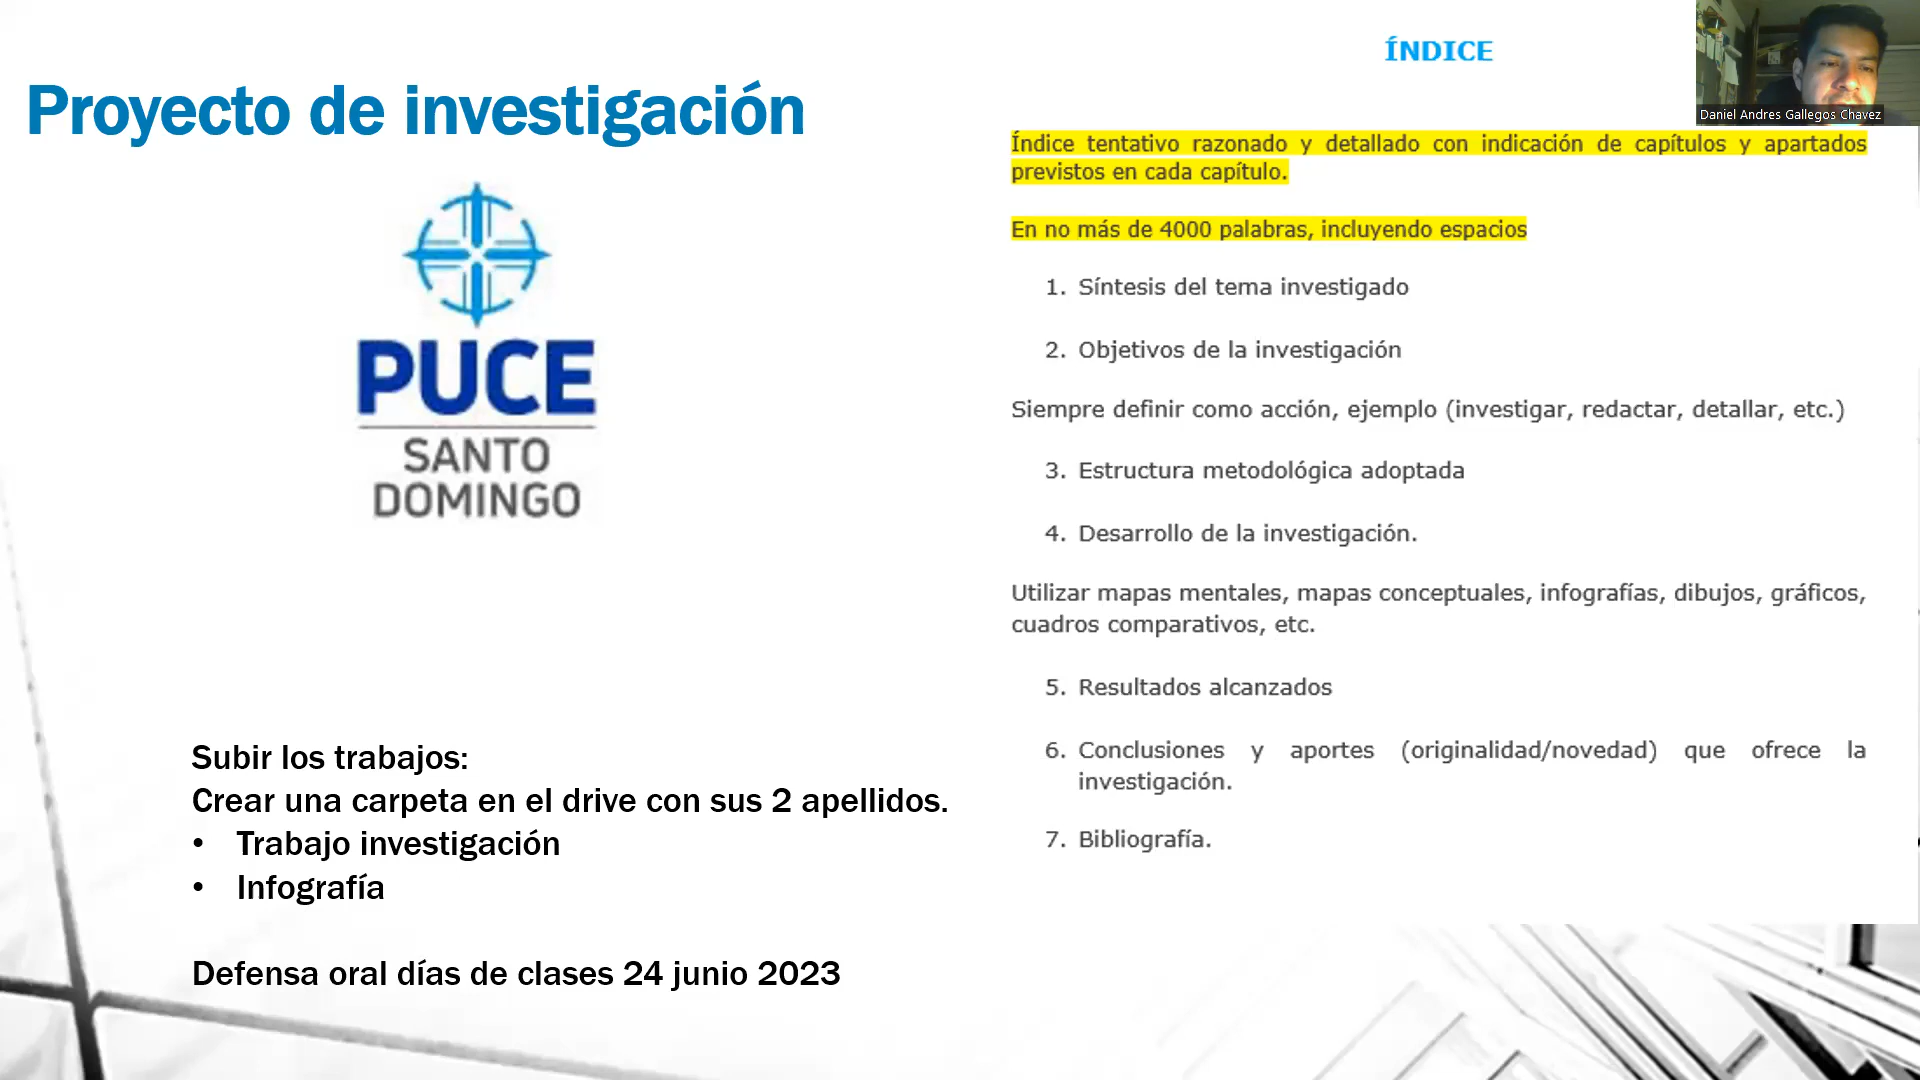 Proyecto de investigación
PUCE
SANTO
DOMINGO
Subir los trabajos:
Crear una carpeta en el drive con sus 2 apellidos.
• Trabajo investigación
• Infografía
Defensa oral días de clases 24 junio 2023
ÍNDICE
Índice tentativo razonado y detallado con indicación de capítulos y apartados
previstos en cada capítulo.
En no más de 4000 palabras, incluyendo espacios
1. Síntesis del tema investigado
2. Objetivos de la investigación
Siempre definir como acción, ejemplo (investigar, redactar, detallar, etc.)
3. Estructura metodológica adoptada
4. Desarrollo de la investigación.
Utilizar mapas mentales, mapas conceptuales, infografías, dibujos, gráficos,
cuadros comparativos, etc.
5. Resultados alcanzados
6. Conclusiones y aportes (originalidad/novedad) que ofrece la
investigación.
7. Bibliografía.
Daniel Andres Gallegos Chavez